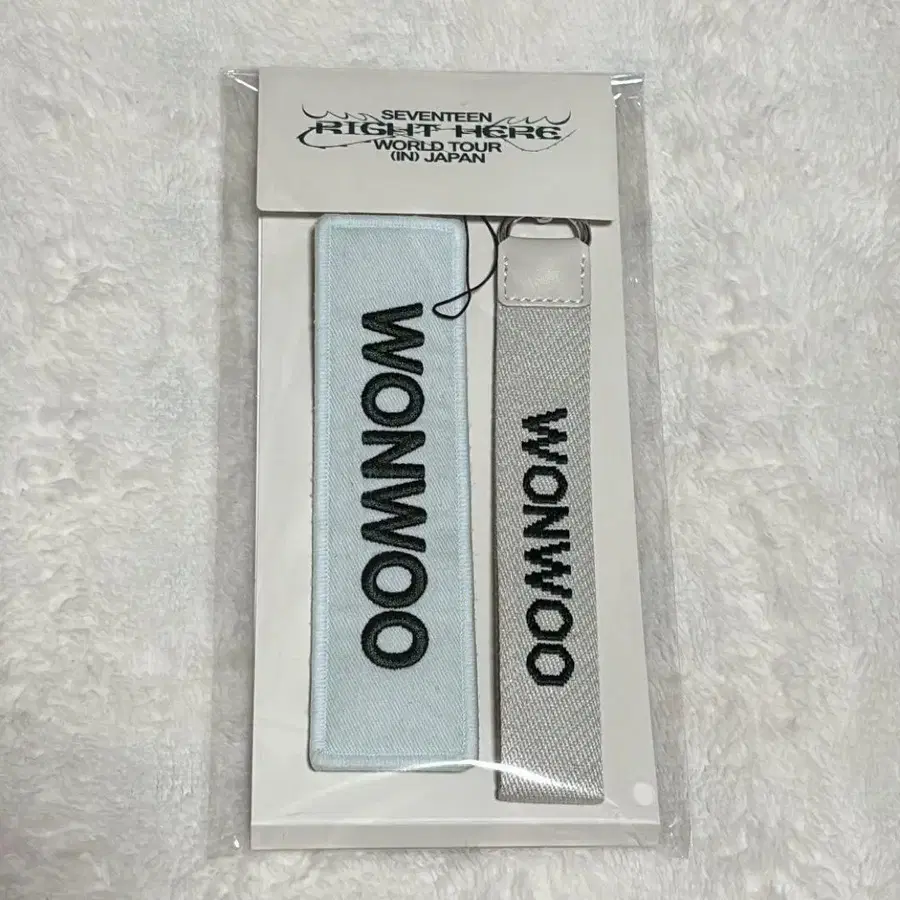 SEVENTEEN
RIGHT HERE
WORLD TOUR
(IN) JAPAN
WONWOO
WONWOO